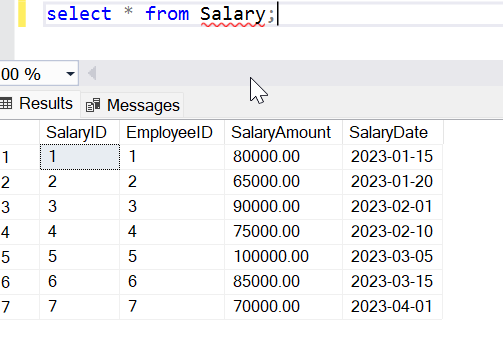 select * from Salary;
00 %
Results Messages
SalaryID EmployeeID SalaryAmount SalaryDate
1 1 1 80000.00 2023-01-15
2 2 2 65000.00 2023-01-20
3 3 3 90000.00 2023-02-01
4 4 4 75000.00 2023-02-10
5 5 5 100000.00 2023-03-05
6 6 6 85000.00 2023-03-15
7 7 7 70000.00 2023-04-01